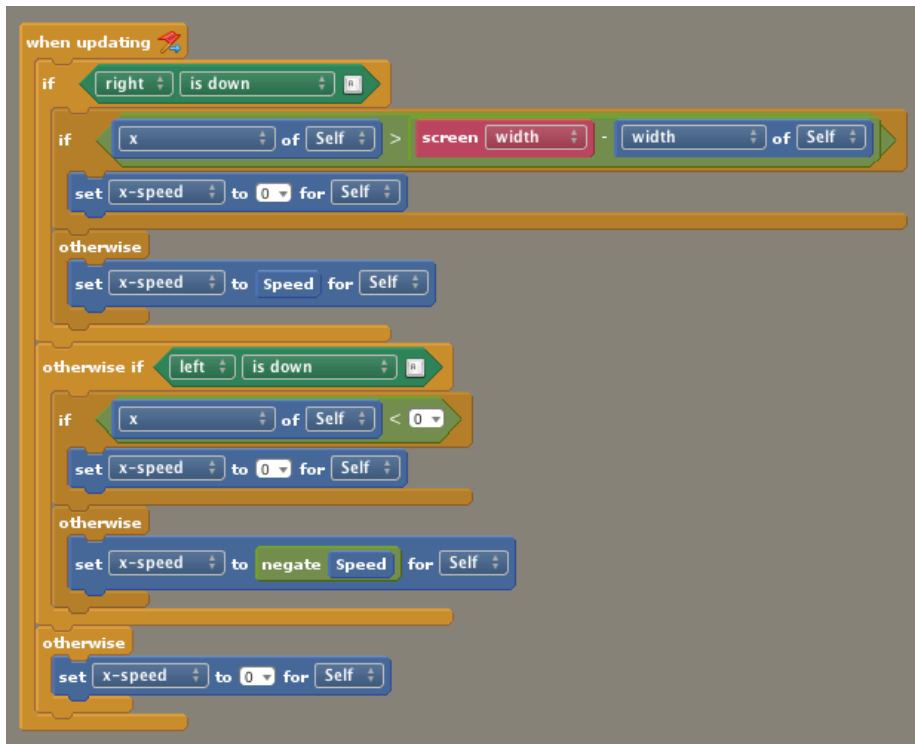 when updating
if right is down R
if x of Self > screen width - width of Self
set x-speed to 0 for Self
otherwise
set x-speed to Speed for Self
otherwise if left is down R
if x of Self < 0
set x-speed to 0 for Self
otherwise
set x-speed to negate Speed for Self
otherwise
set x-speed to 0 for Self